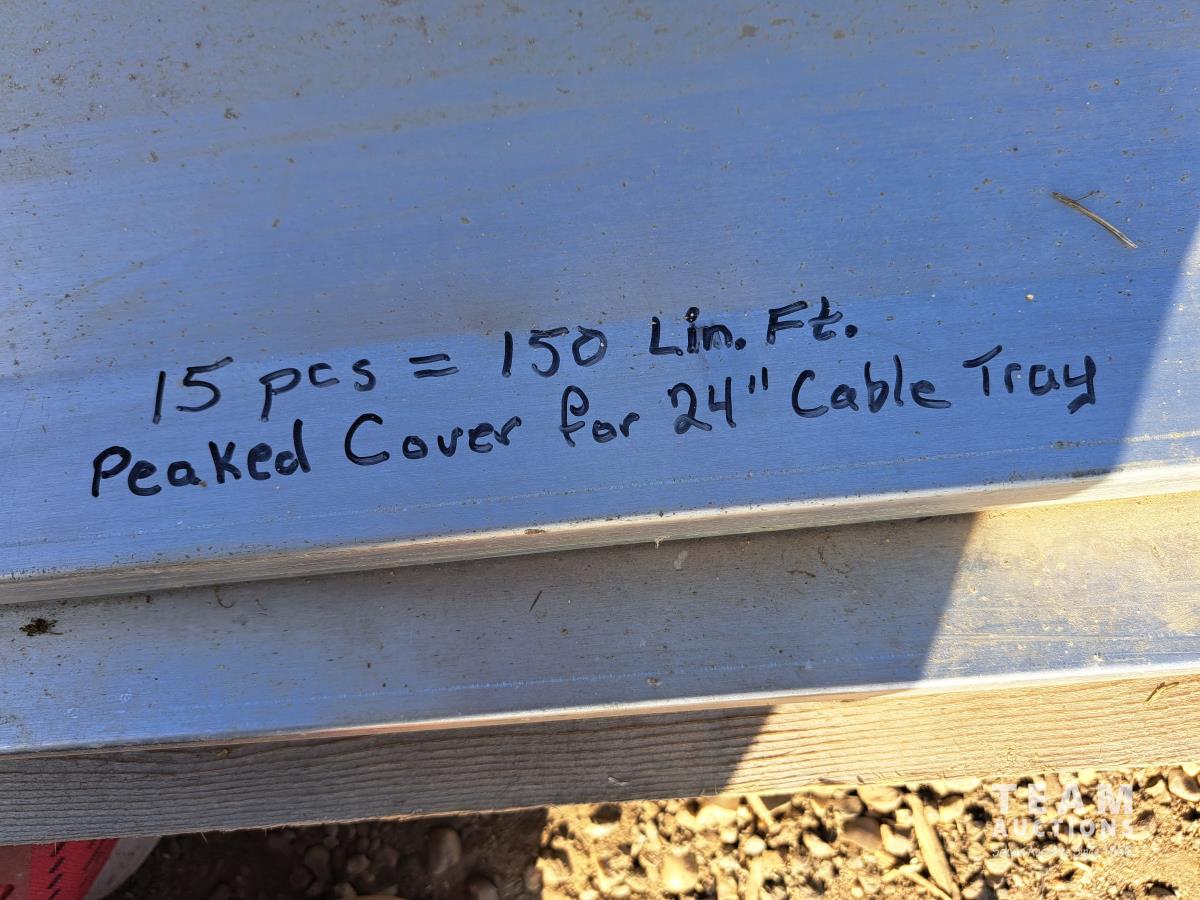 15 pcs = 150 Lin. Ft.
Peaked Cover for 24" Cable Tray
TEAM
AUCTIONS